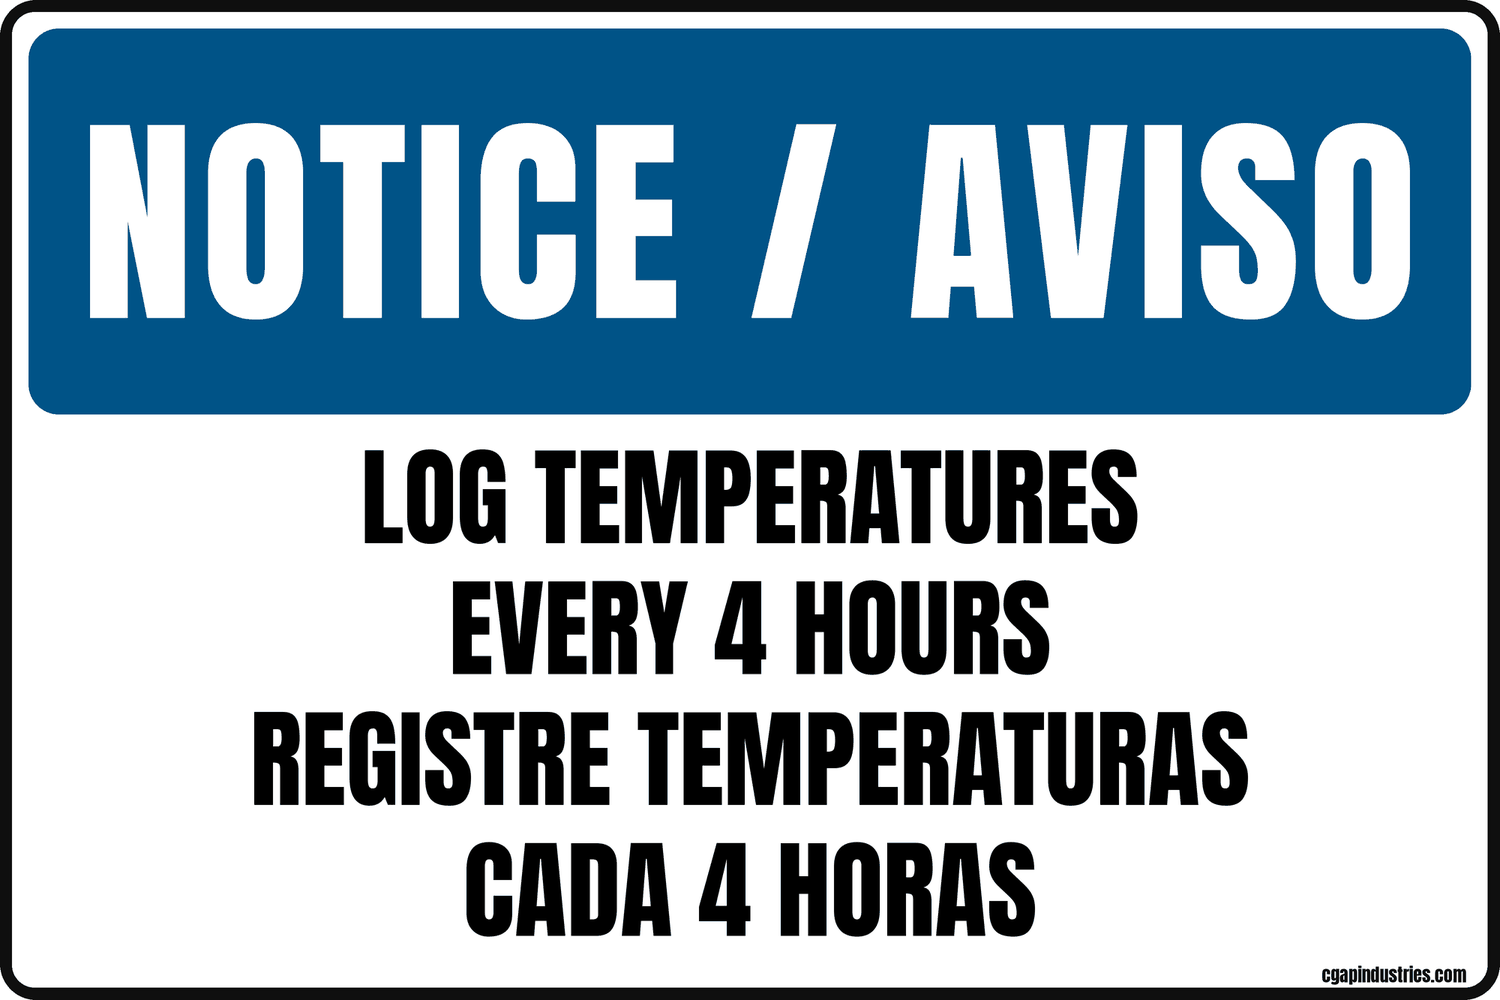 NOTICE / AVISO
LOG TEMPERATURES
EVERY 4 HOURS
REGISTRE TEMPERATURAS
CADA 4 HORAS
cgapindustries.com